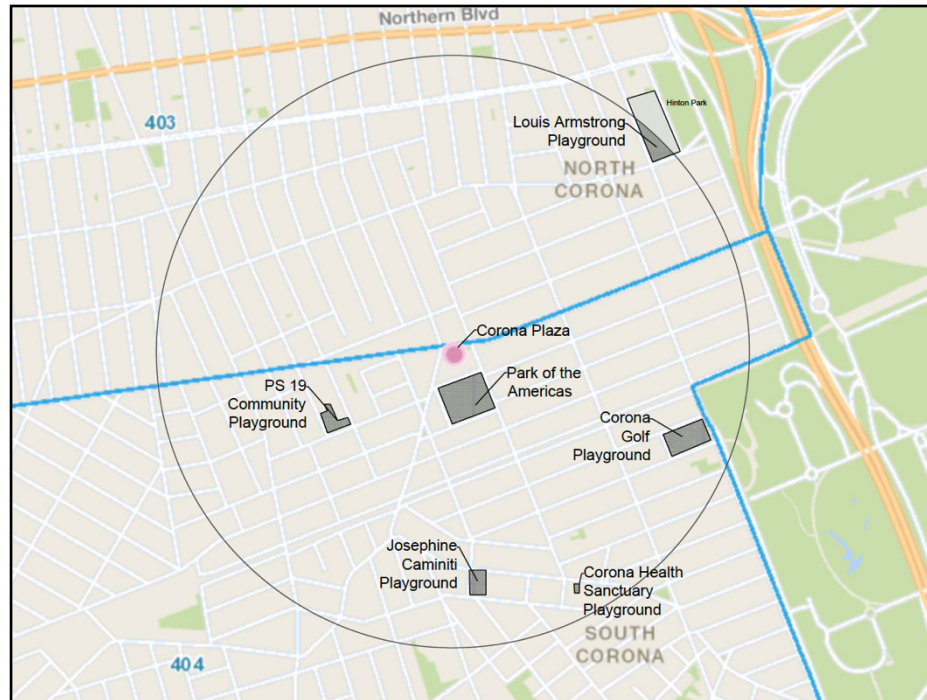 Northern Blvd
403
Hinton Park
Louis Armstrong
Playground
NORTH
CORONA
Corona Plaza
Park of the
Americas
PS 19
Community
Playground
Corona
Golf
Playground
Josephine
Caminiti
Playground
Corona Health
Sanctuary
Playground
SOUTH
CORONA
404